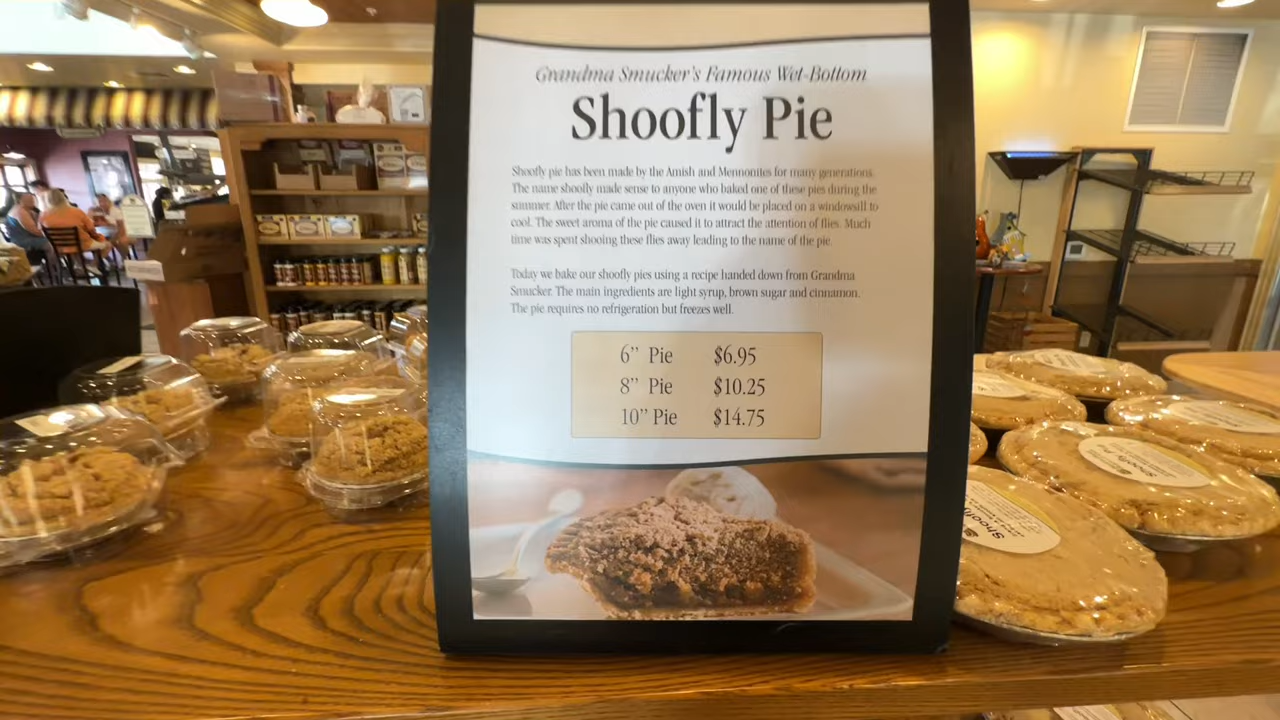 Grandma Smucker's Famous Wet-Bottom
Shoofly Pie
Shoofly pie has been made by the Amish and Mennonites for many generations.
The name shoofly made sense to anyone who baked one of these pies during the
summer. After the pie came out of the oven it would be placed on a windowsill to
cool. The sweet aroma of the pie caused it to attract the attention of flies. Much
time was spent shooing these flies away leading to the name of the pie.
Today we bake our shoofly pies using a recipe handed down from Grandma
Smucker. The main ingredients are light syrup, brown sugar and cinnamon.
The pie requires no refrigeration but freezes well.
6” Pie $6.95
8” Pie $10.25
10” Pie $14.75
Shoofly Pie
Shoofly